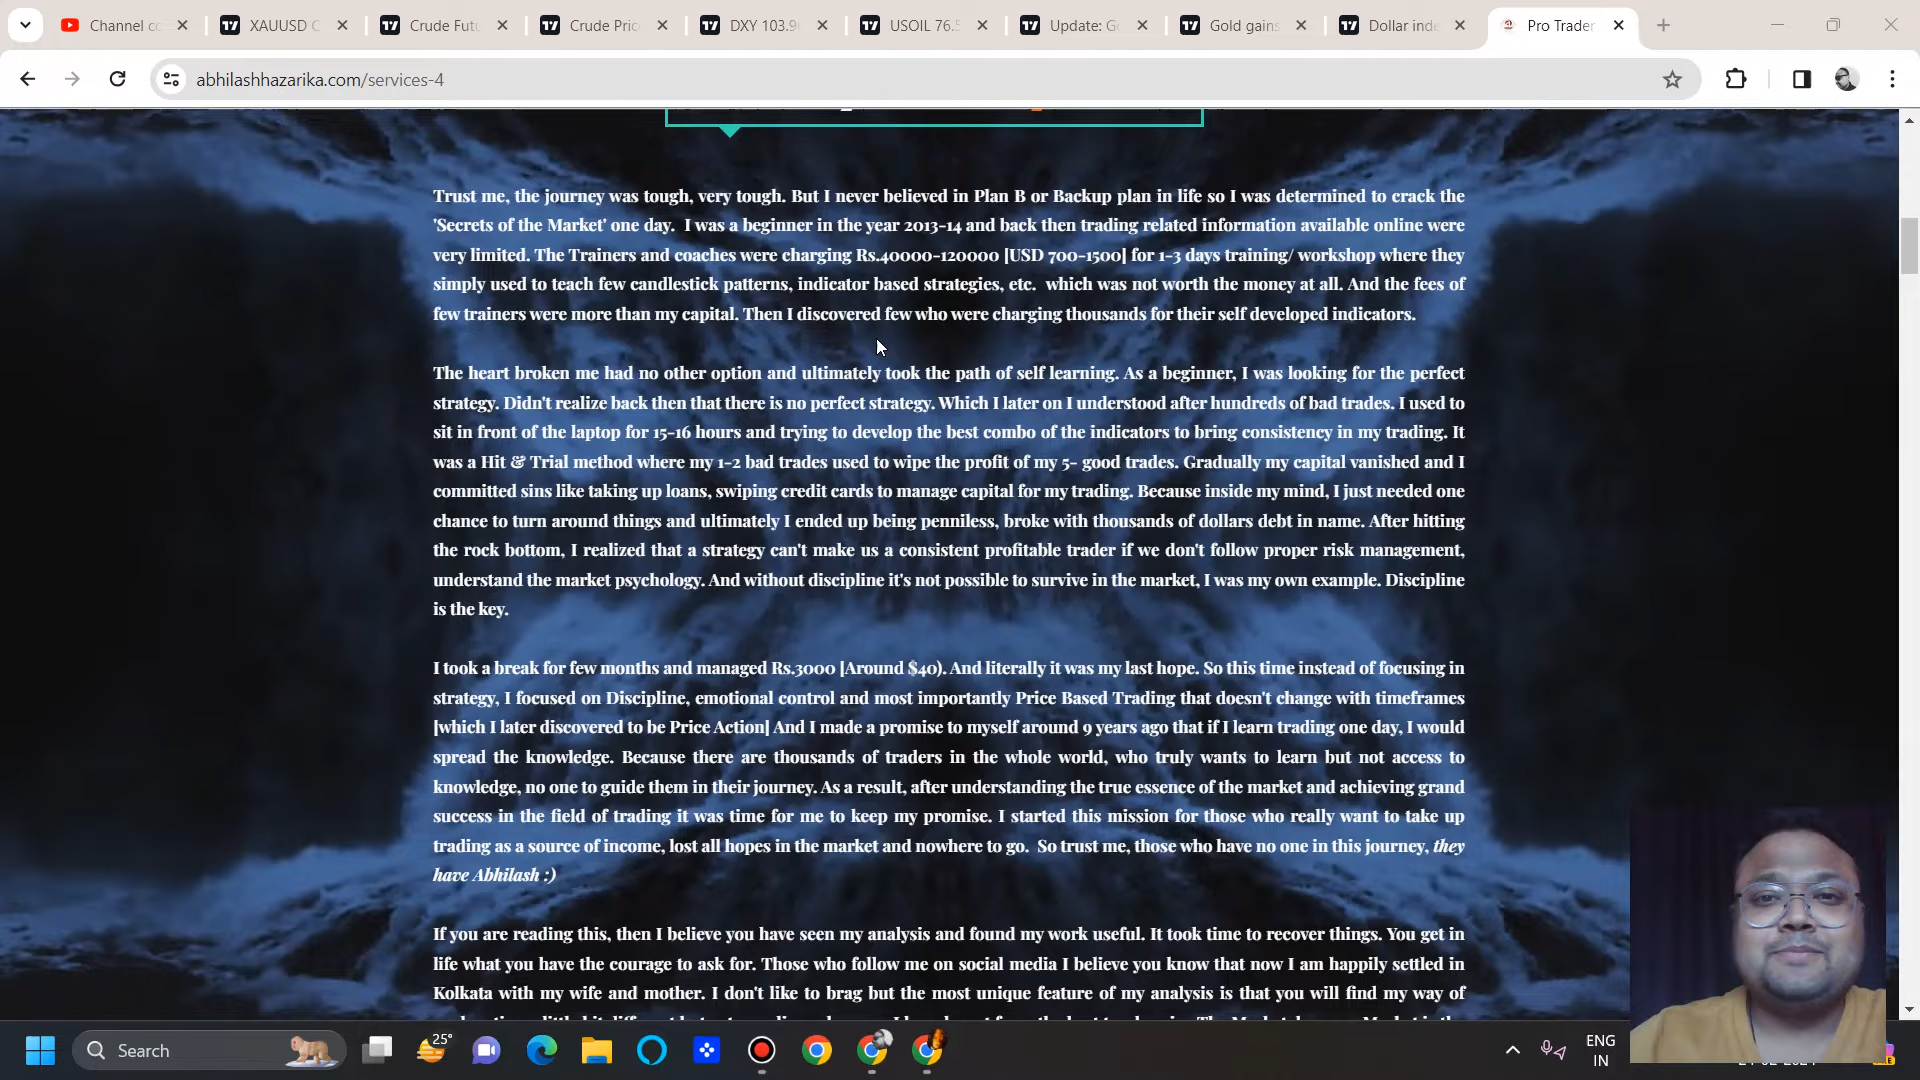 Channel co
XAUUSD C
Crude Futu
Crude Pric
DXY 103.9
USOIL 76.5
Update: G
Gold gains
Dollar inde
Pro Trader
abhilashhazarika.com/services-4
Trust me, the journey was tough, very tough. But I never believed in Plan B or Backup plan in life so I was determined to crack the
'Secrets of the Market' one day. I was a beginner in the year 2013-14 and back then trading related information available online were
very limited. The Trainers and coaches were charging Rs.40000-120000 [USD 700-1500] for 1-3 days training/ workshop where they
simply used to teach few candlestick patterns, indicator based strategies, etc. which was not worth the money at all. And the fees of
few trainers were more than my capital. Then I discovered few who were charging thousands for their self developed indicators.
The heart broken me had no other option and ultimately took the path of self learning. As a beginner, I was looking for the perfect
strategy. Didn't realize back then that there is no perfect strategy. Which I later on I understood after hundreds of bad trades. I used to
sit in front of the laptop for 15-16 hours and trying to develop the best combo of the indicators to bring consistency in my trading. It
was a Hit & Trial method where my 1-2 bad trades used to wipe the profit of my 5- good trades. Gradually my capital vanished and I
committed sins like taking up loans, swiping credit cards to manage capital for my trading. Because inside my mind, I just needed one
chance to turn around things and ultimately I ended up being penniless, broke with thousands of dollars debt in name. After hitting
the rock bottom, I realized that a strategy can't make us a consistent profitable trader if we don't follow proper risk management,
understand the market psychology. And without discipline it's not possible to survive in the market, I was my own example. Discipline
is the key.
I took a break for few months and managed Rs.3000 [Around $40). And literally it was my last hope. So this time instead of focusing in
strategy, I focused on Discipline, emotional control and most importantly Price Based Trading that doesn't change with timeframes
[which I later discovered to be Price Action] And I made a promise to myself around 9 years ago that if I learn trading one day, I would
spread the knowledge. Because there are thousands of traders in the whole world, who truly wants to learn but not access to
knowledge, no one to guide them in their journey. As a result, after understanding the true essence of the market and achieving grand
success in the field of trading it was time for me to keep my promise. I started this mission for those who really want to take up
trading as a source of income, lost all hopes in the market and nowhere to go. So trust me, those who have no one in this journey, they
have Abhilash :)
If you are reading this, then I believe you have seen my analysis and found my work useful. It took time to recover things. You get in
life what you have the courage to ask for. Those who follow me on social media I believe you know that now I am happily settled in
Kolkata with my wife and mother. I don't like to brag but the most unique feature of my analysis is that you will find my way of
Search
25°
ENG
IN